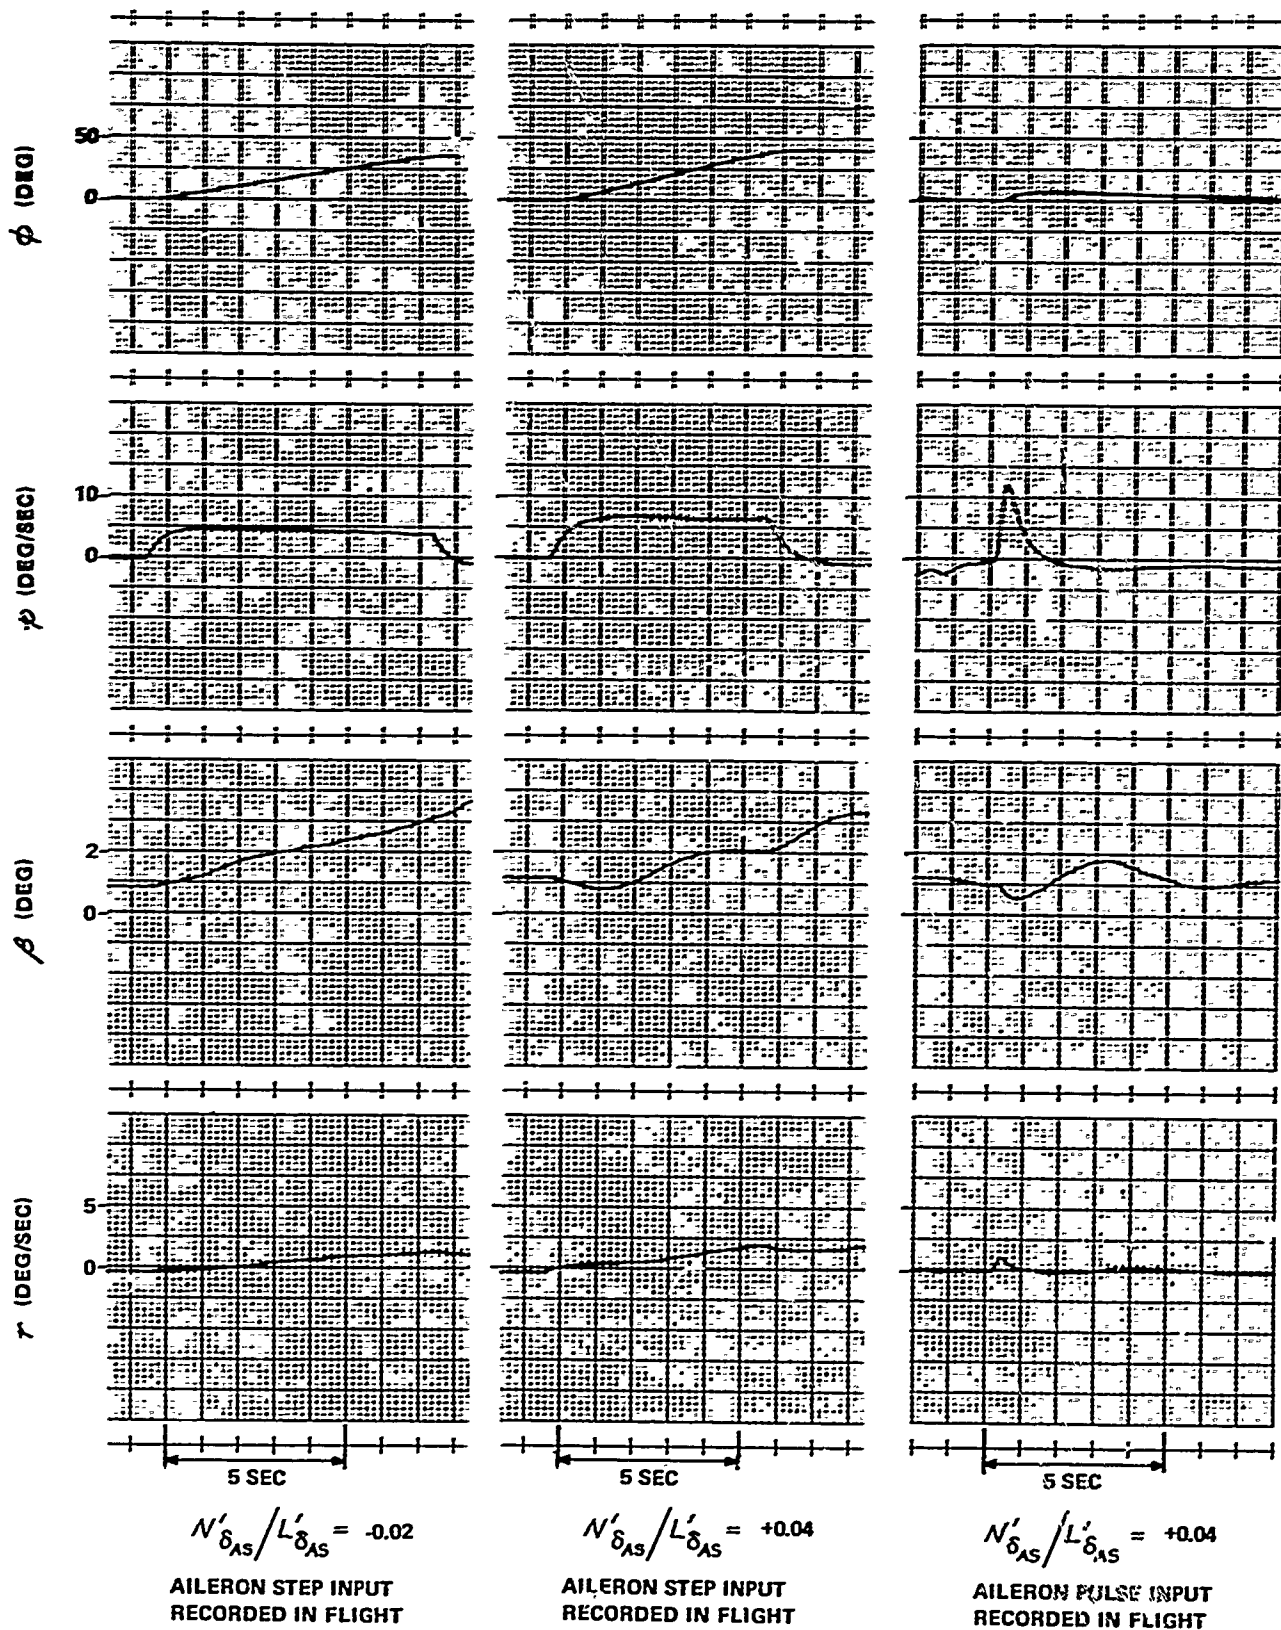 50
0
ϕ (DEG)
10
0
p (DEG/SEC)
2
0
β (DEG)
5
0
r (DEG/SEC)
5 SEC
5 SEC
5 SEC
N'δAS/L'δAS = -0.02
N'δAS/L'δAS = +0.04
N'δAS/L'δAS = +0.04
AILERON STEP INPUT
RECORDED IN FLIGHT
AILERON STEP INPUT
RECORDED IN FLIGHT
AILERON PULSE INPUT
RECORDED IN FLIGHT